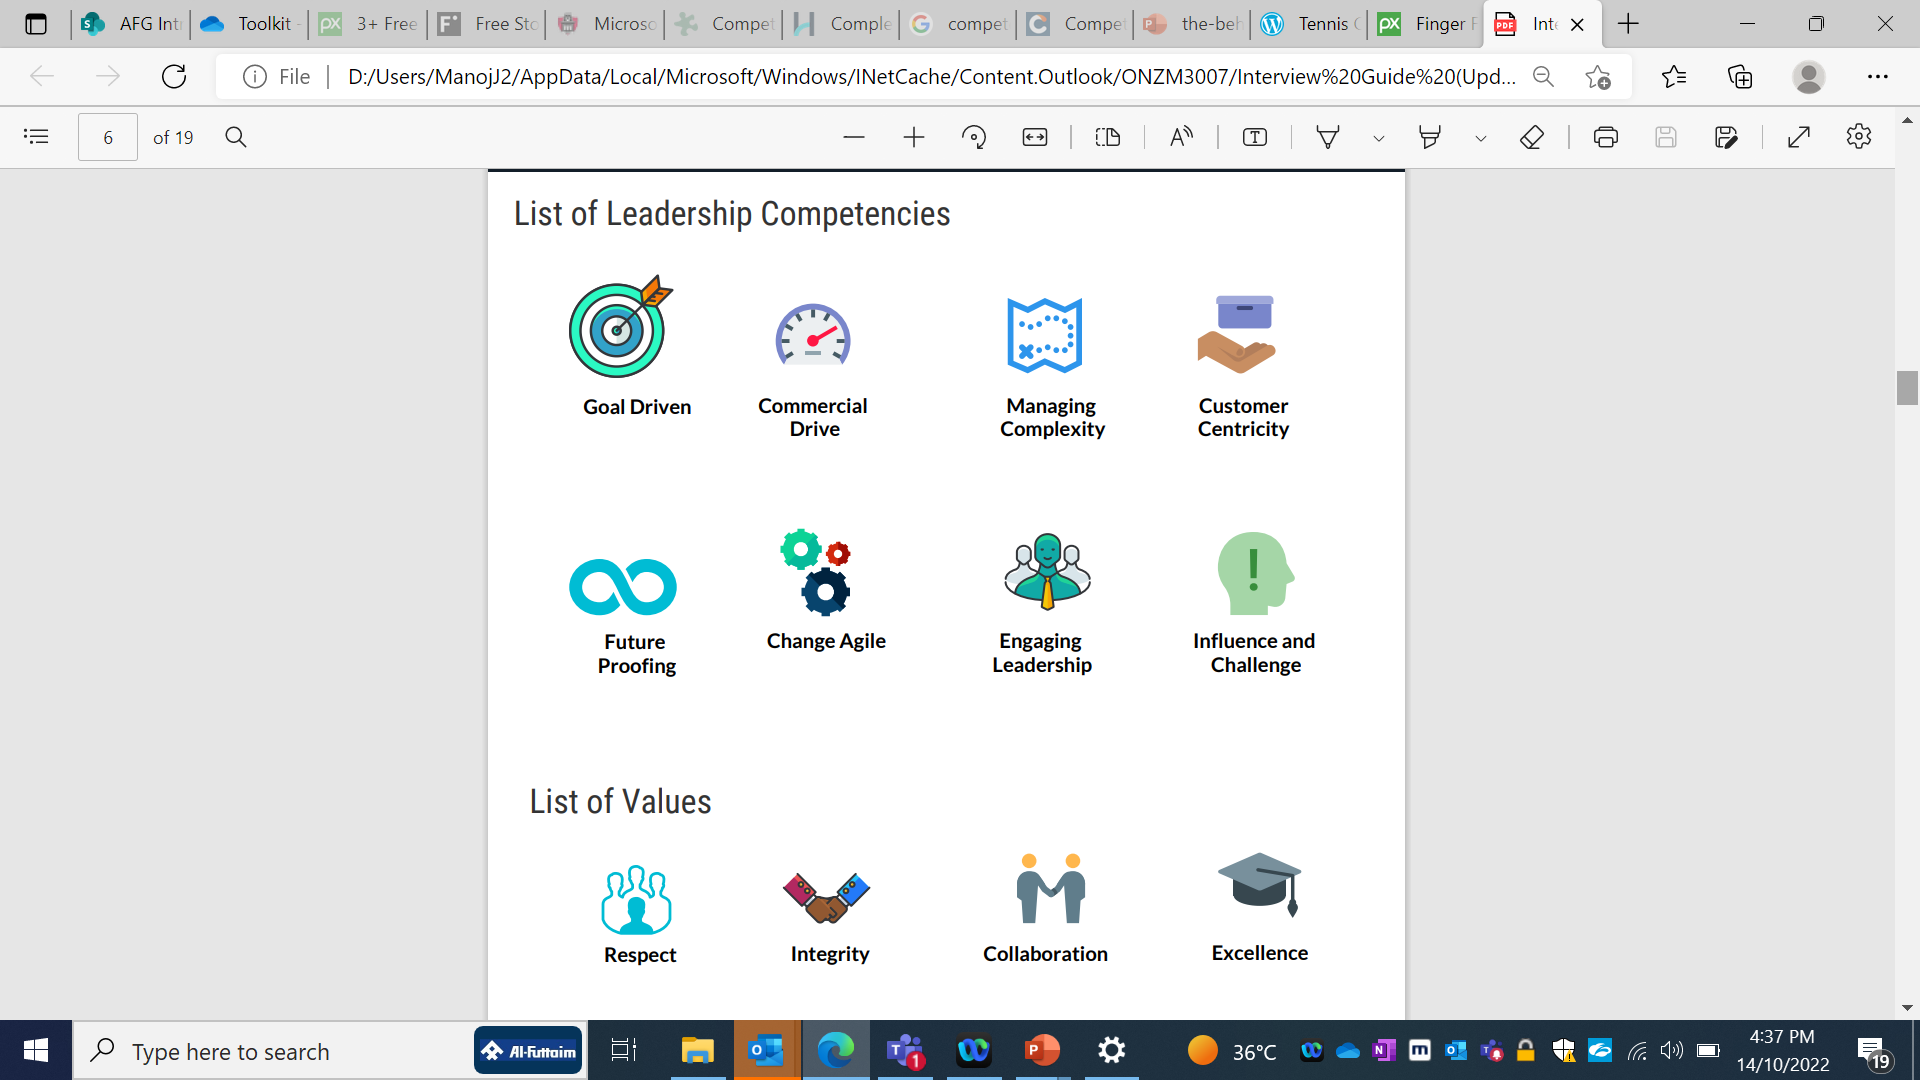 AFG Int
Toolkit -
3+ Free
Free Sto
Microso
Compet
Comple
compet
Compet
the-beh
Tennis C
Finger F
Inte
File
D:/Users/ManojJ2/AppData/Local/Microsoft/Windows/INetCache/Content.Outlook/ONZM3007/Interview%20Guide%20(Upd...
6 of 19
List of Leadership Competencies
Goal Driven
Commercial
Drive
Managing
Complexity
Customer
Centricity
Future
Proofing
Change Agile
Engaging
Leadership
Influence and
Challenge
List of Values
Respect
Integrity
Collaboration
Excellence
Type here to search
Al-Futtaim
1
36°C
4:37 PM
14/10/2022
19